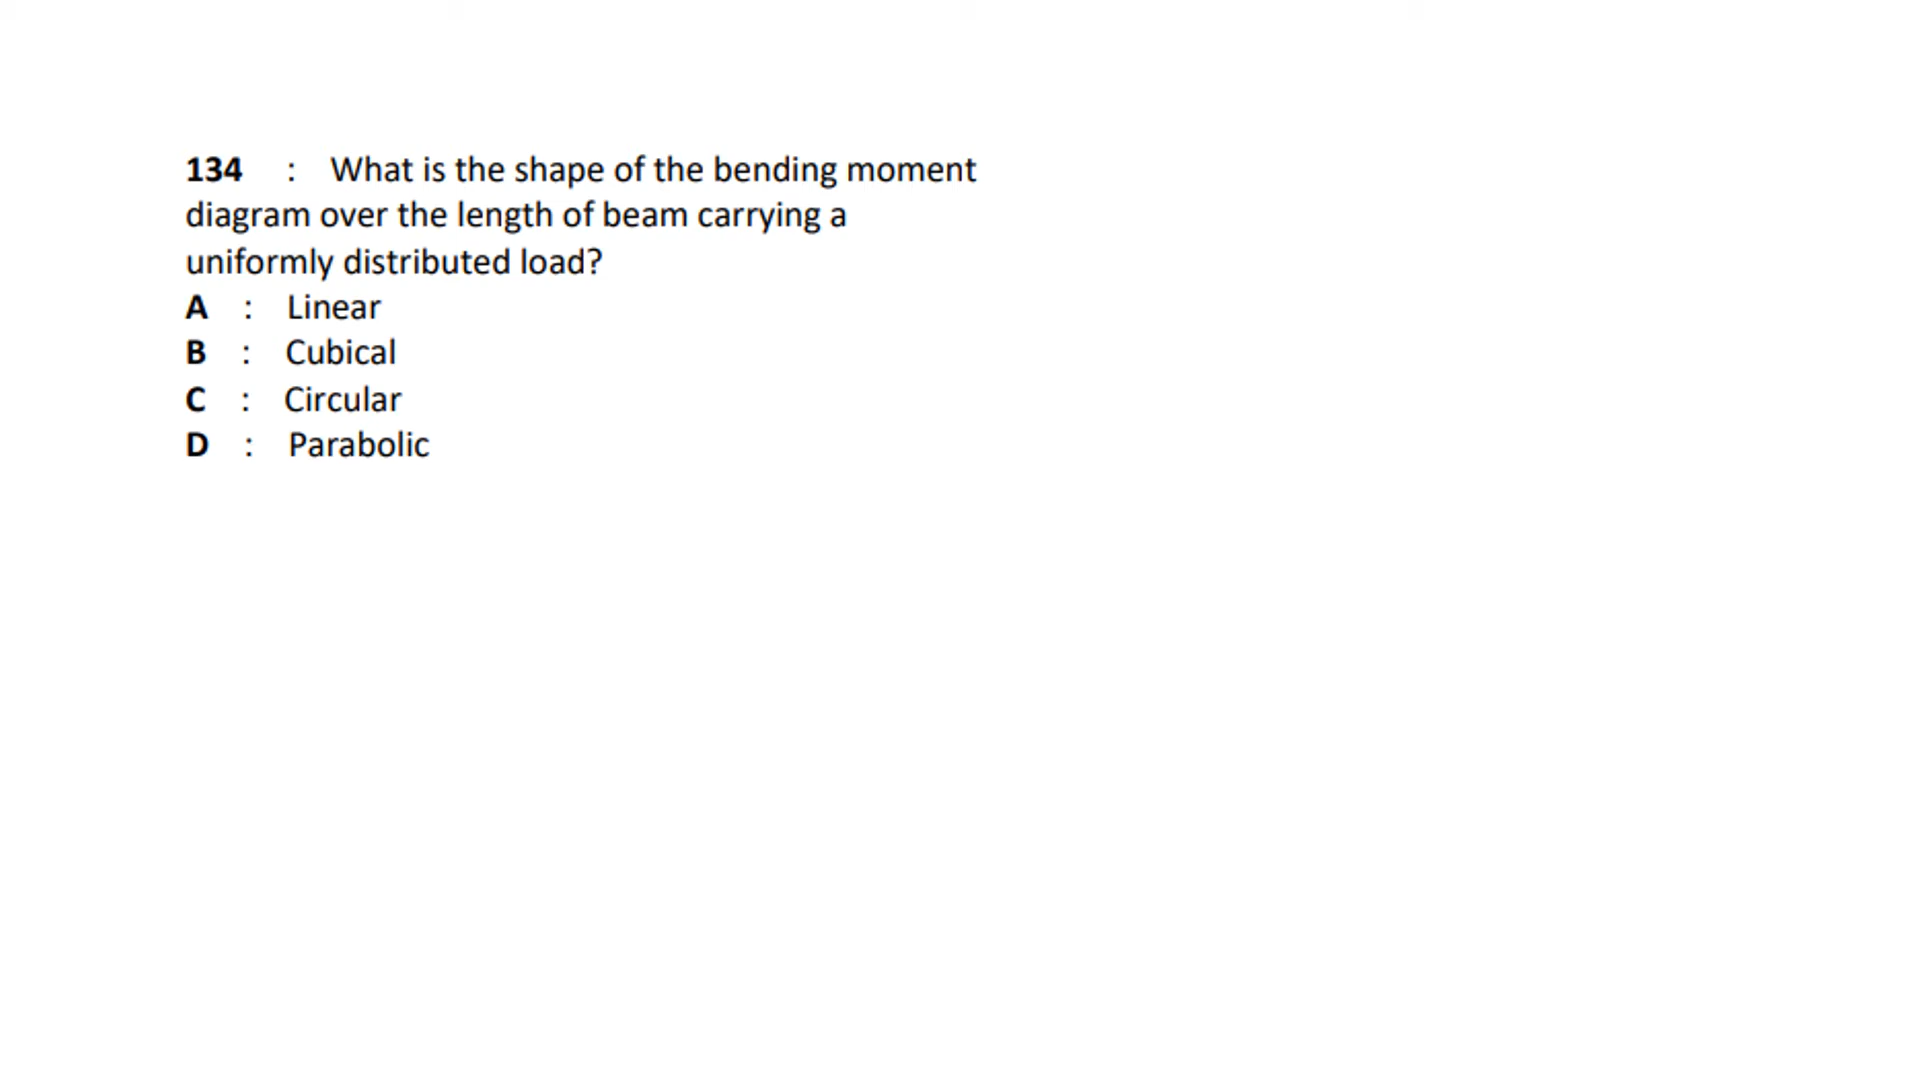 134 : What is the shape of the bending moment
diagram over the length of beam carrying a
uniformly distributed load?
A : Linear
B : Cubical
C : Circular
D : Parabolic